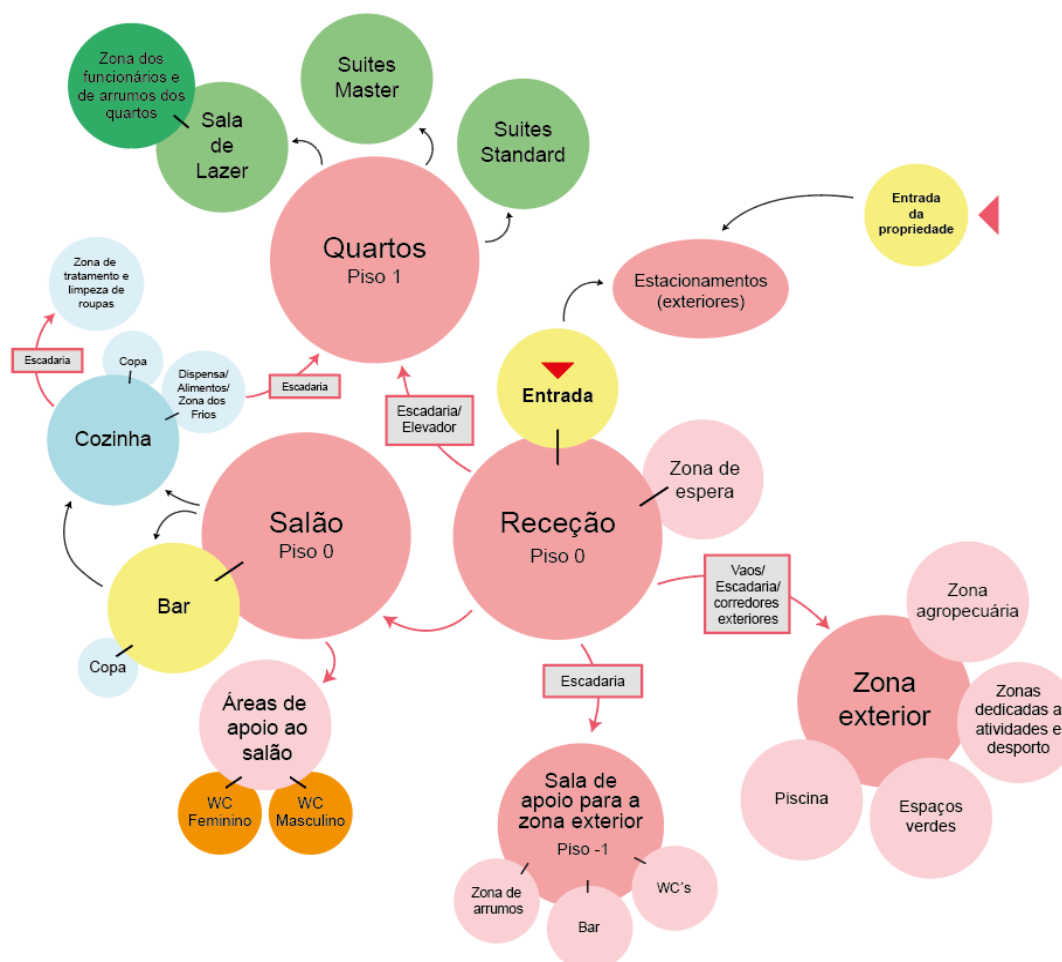 Zona dos
funcionários e
de arrumos dos
quartos
Sala
de
Lazer
Suites
Master
Suites
Standard
Quartos
Piso 1
Entrada
da
propriedade
Estacionamentos
(exteriores)
Zona de
tratamento e
limpeza de
roupas
Escadaria
Copa
Dispensa/
Alimentos/
Zona dos
Frios
Escadaria
Cozinha
Escadaria/
Elevador
Entrada
Zona de
espera
Salão
Piso 0
Receção
Piso 0
Bar
Copa
Vaos/
Escadaria/
corredores
exteriores
Zona
agropecuária
Zona
exterior
Zonas
dedicadas a
atividades e
desporto
Piscina
Espaços
verdes
Escadaria
Áreas de
apoio ao
salão
WC
Feminino
WC
Masculino
Sala de
apoio para a
zona exterior
Piso -1
Zona de
arrumos
Bar
WC´s